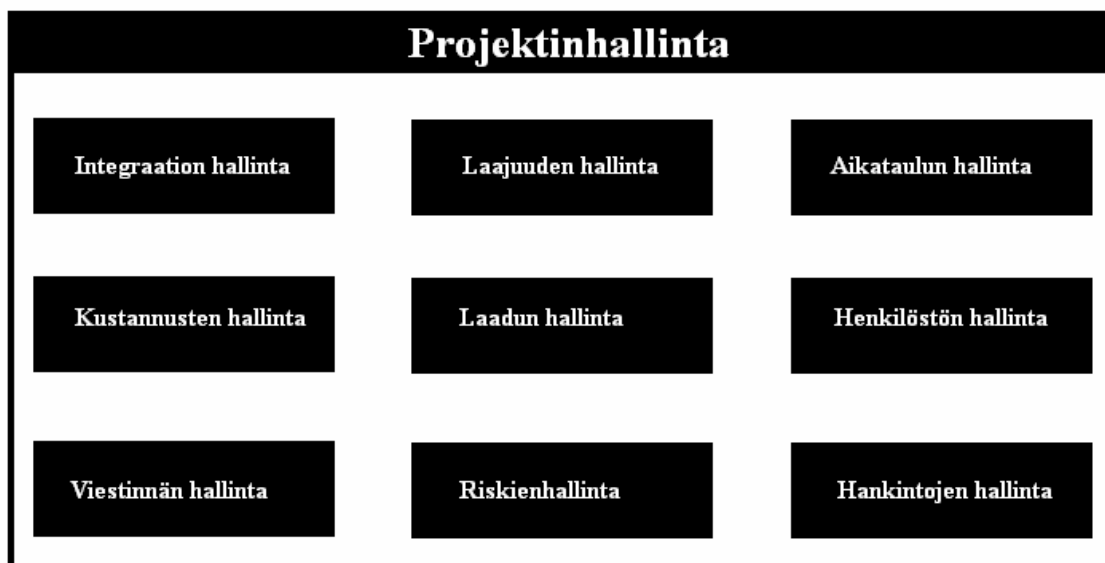 Projektinhallinta
Integraation hallinta
Laajuuden hallinta
Aikataulun hallinta
Kustannusten hallinta
Laadun hallinta
Henkilöstön hallinta
Viestinnän hallinta
Riskienhallinta
Hankintojen hallinta